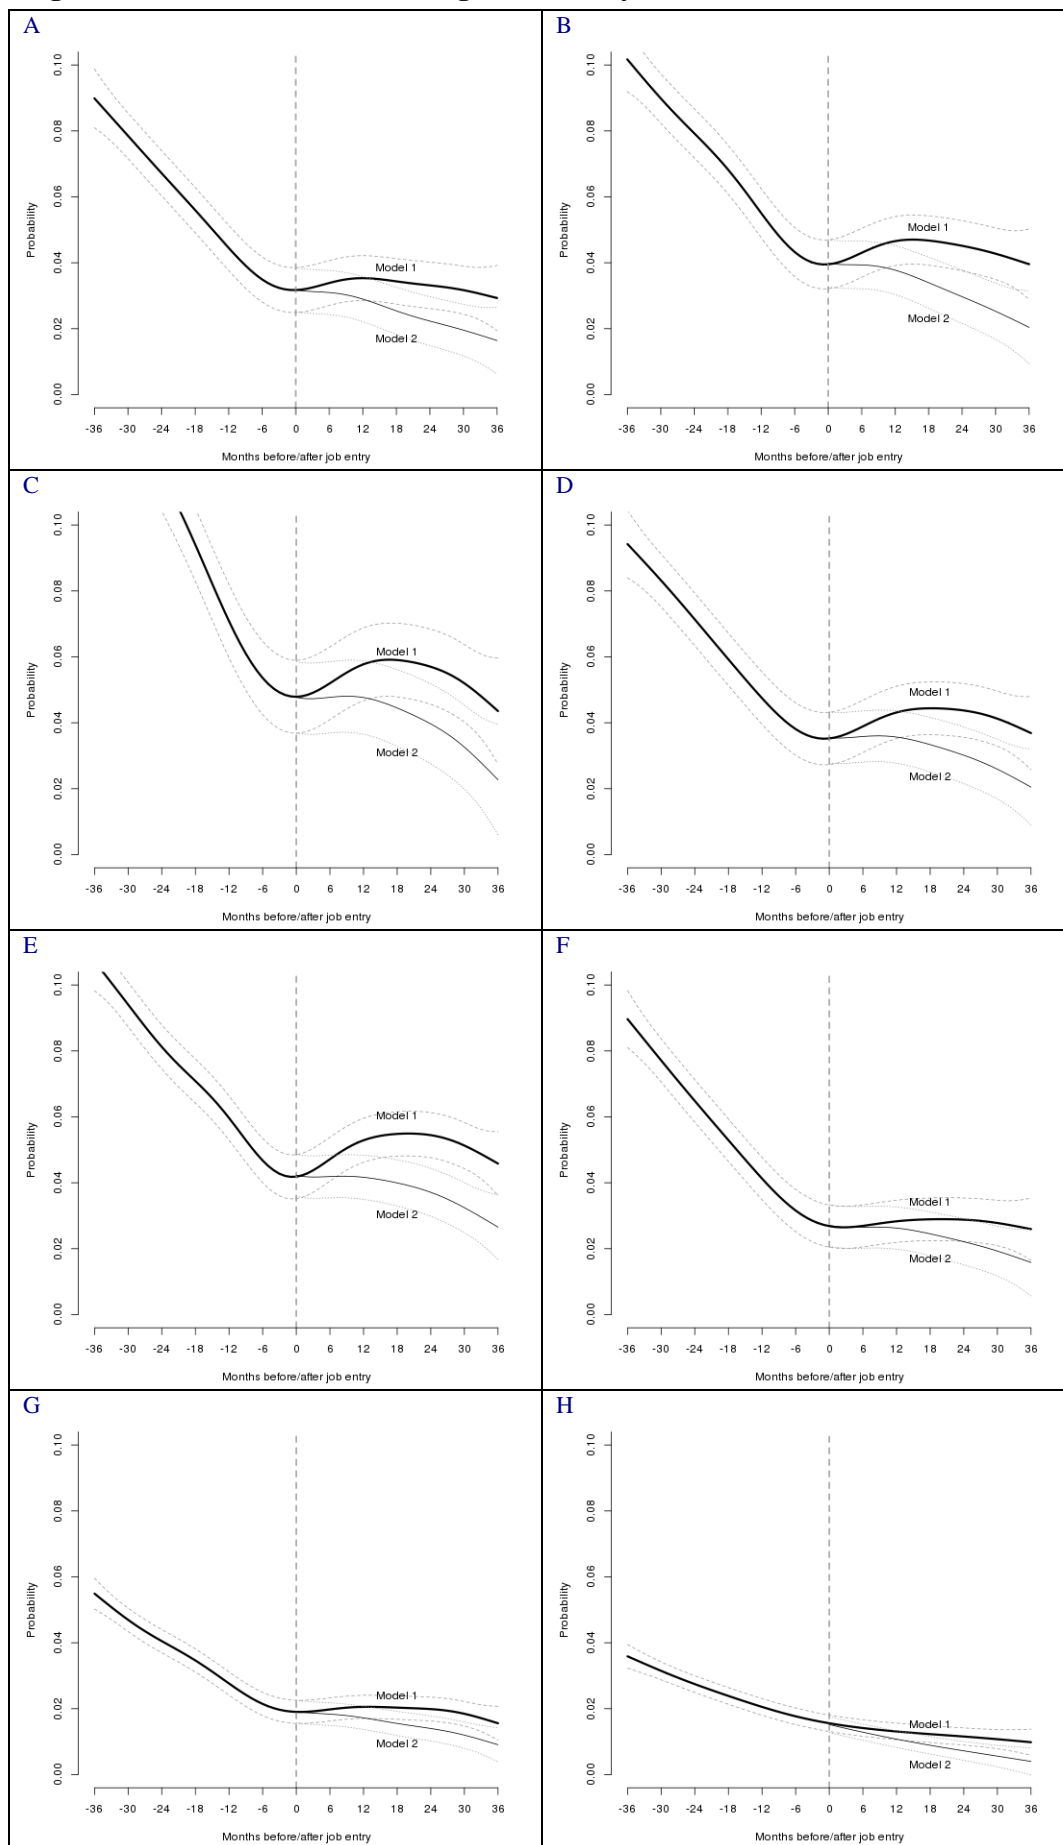 A
0.10
0.08
0.06
0.04
0.02
0.00
Probability
Model 1
Model 2
-36 -30 -24 -18 -12 -6 0 6 12 18 24 30 36
Months before/after job entry
B
0.10
0.08
0.06
0.04
0.02
0.00
Probability
Model 1
Model 2
-36 -30 -24 -18 -12 -6 0 6 12 18 24 30 36
Months before/after job entry
C
0.10
0.08
0.06
0.04
0.02
0.00
Probability
Model 1
Model 2
-36 -30 -24 -18 -12 -6 0 6 12 18 24 30 36
Months before/after job entry
D
0.10
0.08
0.06
0.04
0.02
0.00
Probability
Model 1
Model 2
-36 -30 -24 -18 -12 -6 0 6 12 18 24 30 36
Months before/after job entry
E
0.10
0.08
0.06
0.04
0.02
0.00
Probability
Model 1
Model 2
-36 -30 -24 -18 -12 -6 0 6 12 18 24 30 36
Months before/after job entry
F
0.10
0.08
0.06
0.04
0.02
0.00
Probability
Model 1
Model 2
-36 -30 -24 -18 -12 -6 0 6 12 18 24 30 36
Months before/after job entry
G
0.10
0.08
0.06
0.04
0.02
0.00
Probability
Model 1
Model 2
-36 -30 -24 -18 -12 -6 0 6 12 18 24 30 36
Months before/after job entry
H
0.10
0.08
0.06
0.04
0.02
0.00
Probability
Model 1
Model 2
-36 -30 -24 -18 -12 -6 0 6 12 18 24 30 36
Months before/after job entry